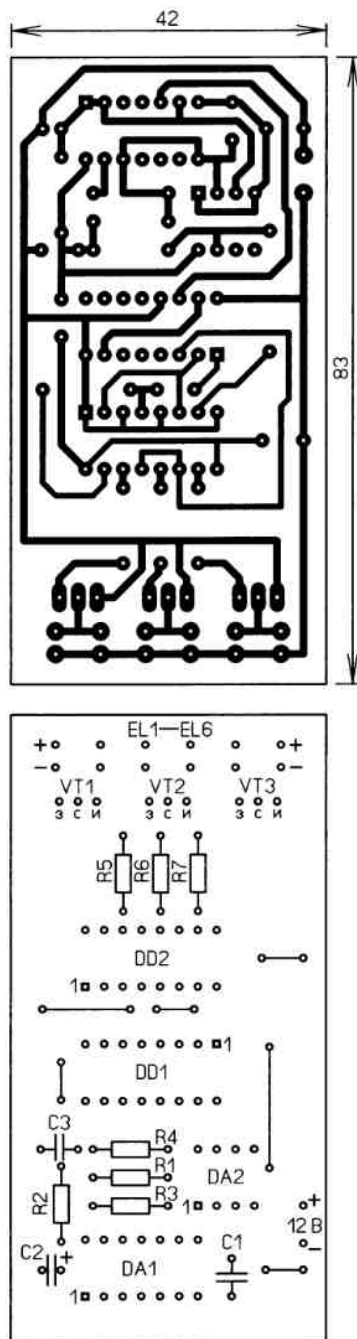 42
83
EL1—EL6
+ +
− −
VT1 VT2 VT3
з с и з с и з с и
R5 R6 R7
DD2
1
1
DD1
C3
R4
R1 DA2
R2 R3 1 +
12 В
C2 + C1 −
DA1
1